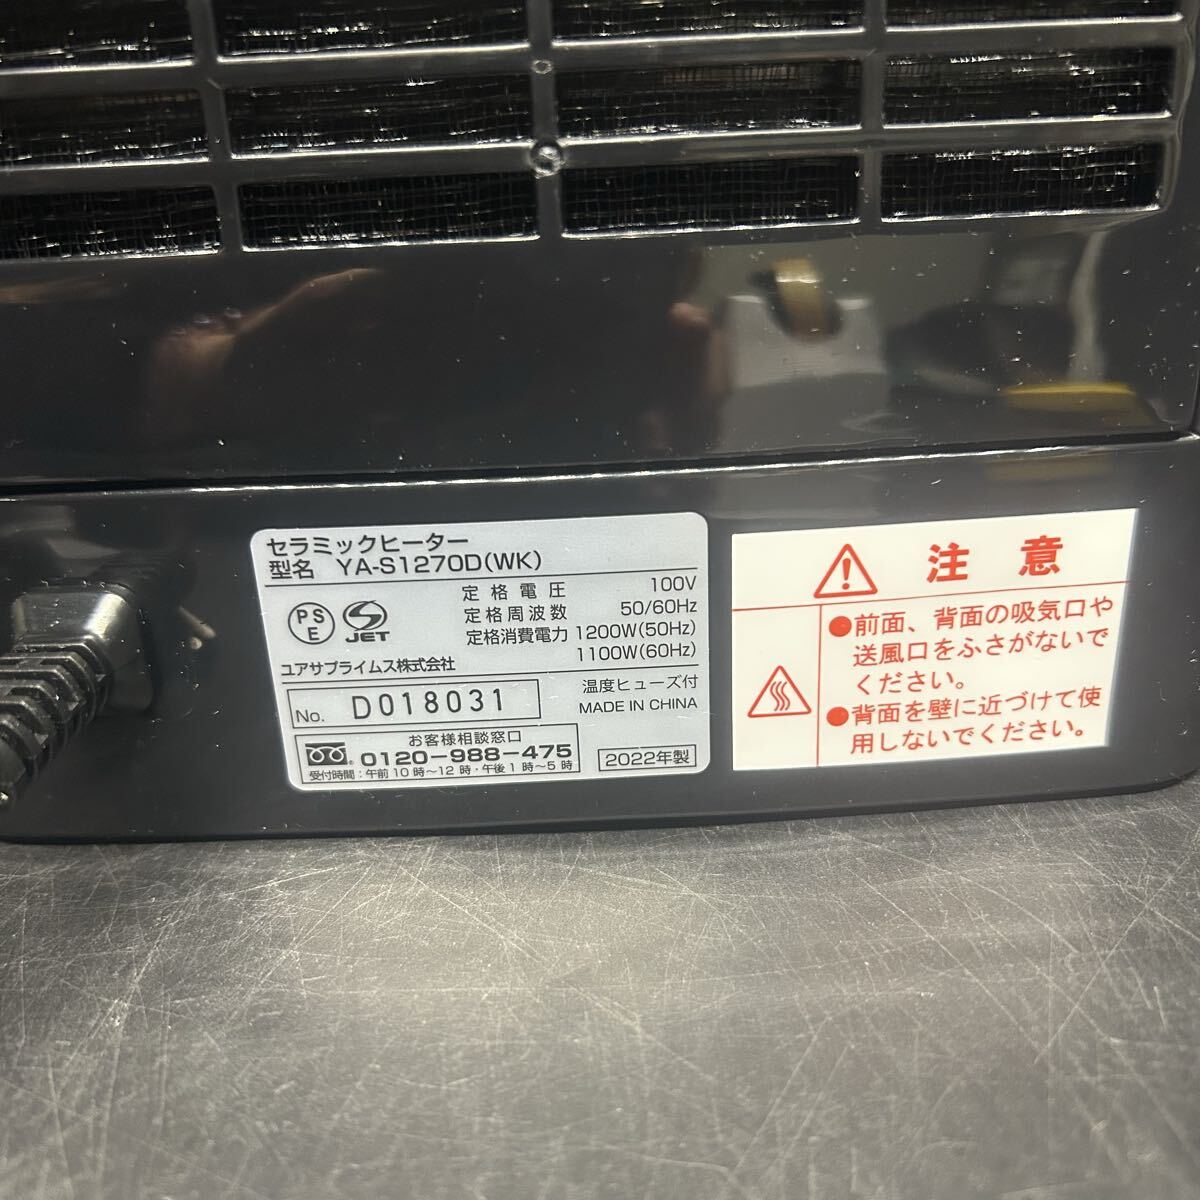 セラミックヒーター
型名 YA-S1270D(WK)
定格電圧 100V
定格周波数 50/60Hz
定格消費電力 1200W(50Hz)
1100W(60Hz)
PS
E
JET
ユアサプライムス株式会社
温度ヒューズ付
No. D018031
MADE IN CHINA
お客様相談窓口
0120-988-475
受付時間:午前10時~12時・午後1時~5時
2022年製
注意
●前面、背面の吸気口や
送風口をふさがないで
ください。
●背面を壁に近づけて使
用しないでください。